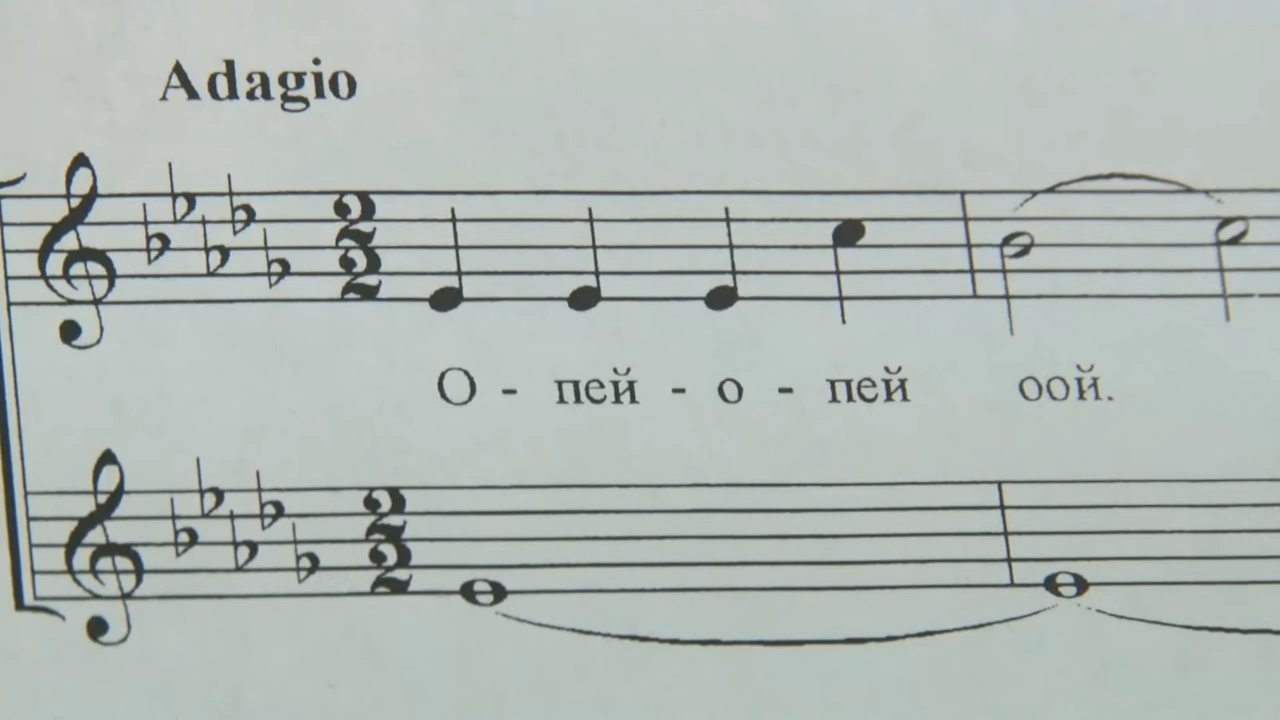 Adagio
О - пей - о - пей оой.